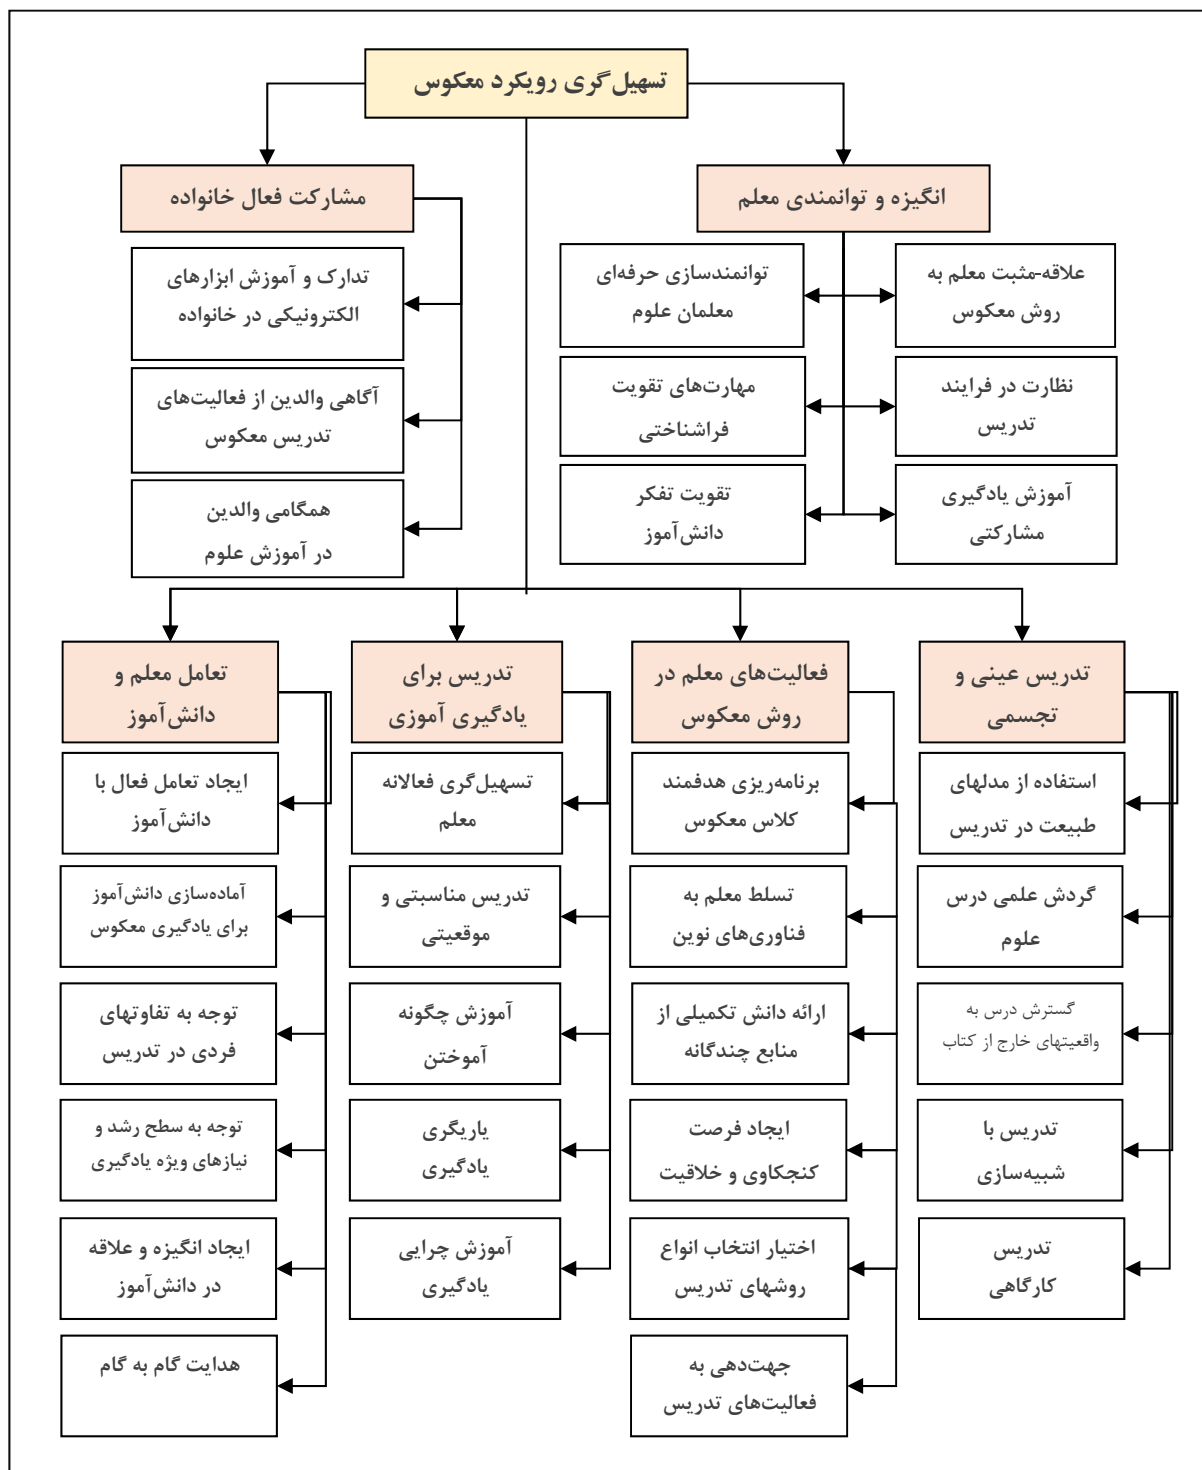 تسهیل‌گری رویکرد معکوس
انگیزه و توانمندی معلم
علاقه-مثبت معلم به
روش معکوس
توانمندسازی حرفه‌ای
معلمان علوم
نظارت در فرایند
تدریس
مهارت‌های تقویت
فراشناختی
آموزش یادگیری
مشارکتی
تقویت تفکر
دانش‌آموز
مشارکت فعال خانواده
تدارک و آموزش ابزارهای
الکترونیکی در خانواده
آگاهی والدین از فعالیت‌های
تدریس معکوس
همگامی والدین
در آموزش علوم
تدریس عینی و
تجسمی
استفاده از مدلهای
طبیعت در تدریس
گردش علمی درس
علوم
گسترش درس به
واقعیتهای خارج از کتاب
تدریس با
شبیه‌سازی
تدریس
کارگاهی
فعالیت‌های معلم در
روش معکوس
برنامه‌ریزی هدفمند
کلاس معکوس
تسلط معلم به
فناوری‌های نوین
ارائه دانش تکمیلی از
منابع چندگانه
ایجاد فرصت
کنجکاوی و خلاقیت
اختیار انتخاب انواع
روشهای تدریس
جهت‌دهی به
فعالیت‌های تدریس
تدریس برای
یادگیری آموزی
تسهیل‌گری فعالانه
معلم
تدریس مناسبتی و
موقعیتی
آموزش چگونه
آموختن
یاریگری
یادگیری
آموزش چرایی
یادگیری
تعامل معلم و
دانش‌آموز
ایجاد تعامل فعال با
دانش‌آموز
آماده‌سازی دانش‌آموز
برای یادگیری معکوس
توجه به تفاوتهای
فردی در تدریس
توجه به سطح رشد و
نیازهای ویژه یادگیری
ایجاد انگیزه و علاقه
در دانش‌آموز
هدایت گام به گام